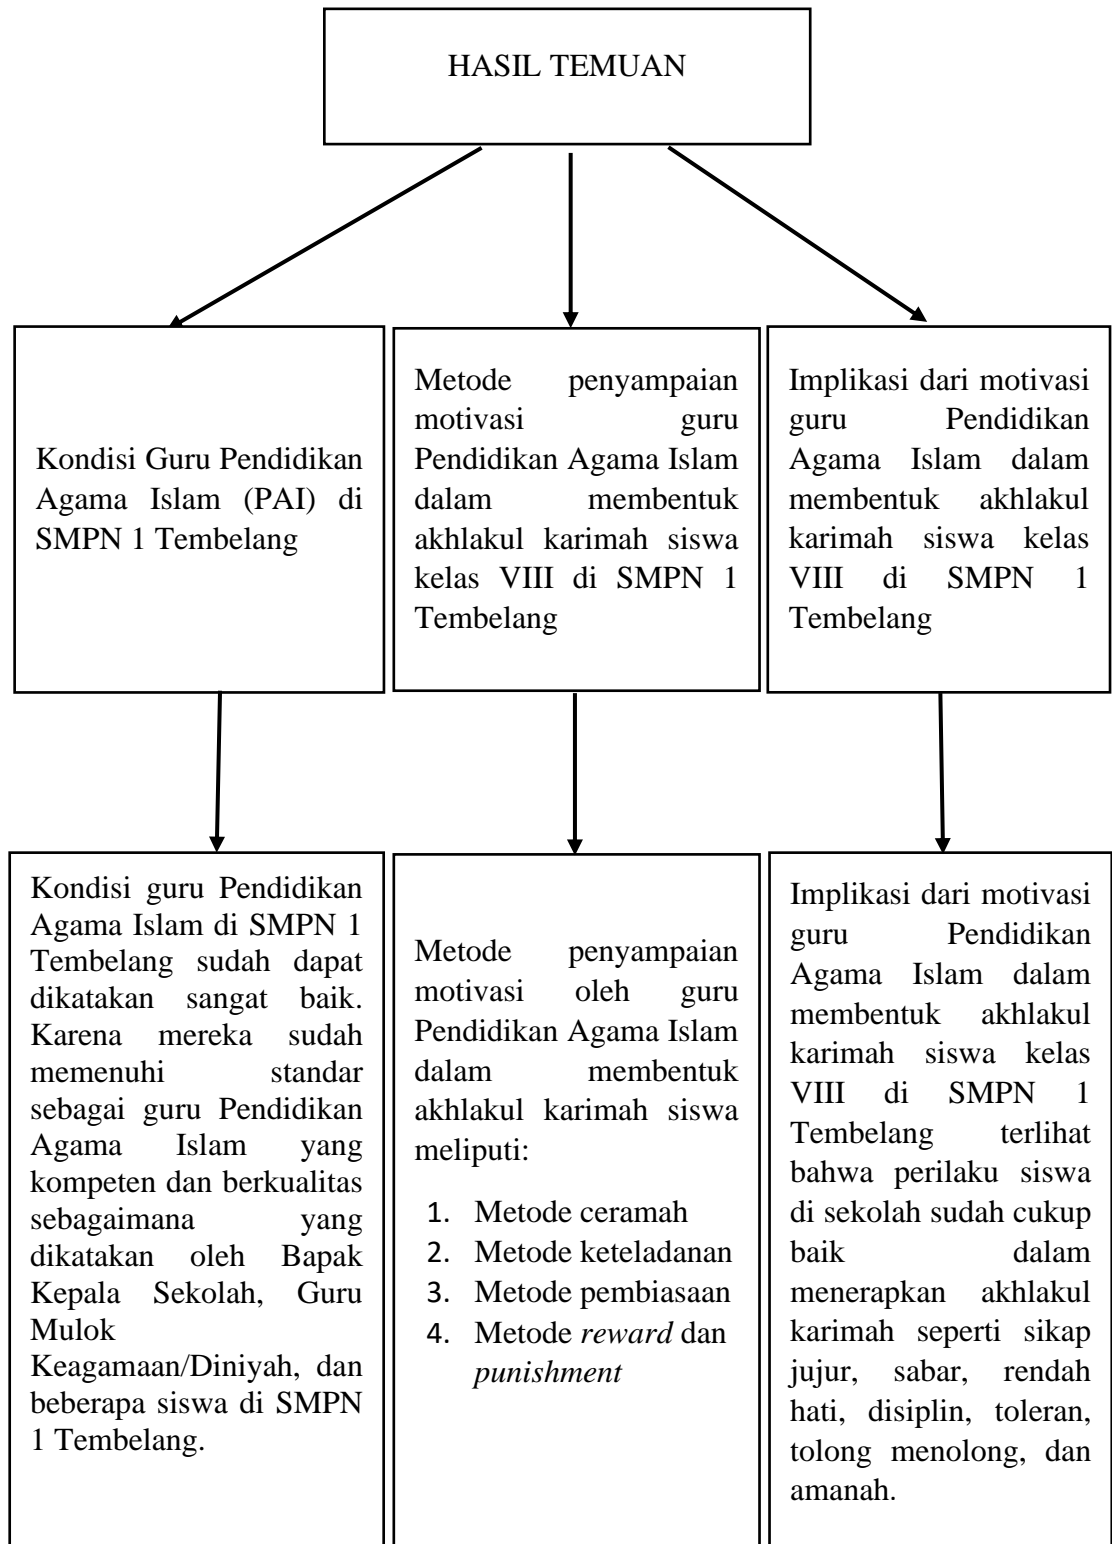 HASIL TEMUAN
Kondisi Guru Pendidikan
Agama Islam (PAI) di
SMPN 1 Tembelang
Metode penyampaian
motivasi guru
Pendidikan Agama Islam
dalam membentuk
akhlakul karimah siswa
kelas VIII di SMPN 1
Tembelang
Implikasi dari motivasi
guru Pendidikan
Agama Islam dalam
membentuk akhlakul
karimah siswa kelas
VIII di SMPN 1
Tembelang
Kondisi guru Pendidikan
Agama Islam di SMPN 1
Tembelang sudah dapat
dikatakan sangat baik.
Karena mereka sudah
memenuhi standar
sebagai guru Pendidikan
Agama Islam yang
kompeten dan berkualitas
sebagaimana yang
dikatakan oleh Bapak
Kepala Sekolah, Guru
Mulok
Keagamaan/Diniyah, dan
beberapa siswa di SMPN
1 Tembelang.
Metode penyampaian
motivasi oleh guru
Pendidikan Agama Islam
dalam membentuk
akhlakul karimah siswa
meliputi:
1. Metode ceramah
2. Metode keteladanan
3. Metode pembiasaan
4. Metode reward dan
punishment
Implikasi dari motivasi
guru Pendidikan
Agama Islam dalam
membentuk akhlakul
karimah siswa kelas
VIII di SMPN 1
Tembelang terlihat
bahwa perilaku siswa
di sekolah sudah cukup
baik dalam
menerapkan akhlakul
karimah seperti sikap
jujur, sabar, rendah
hati, disiplin, toleran,
tolong menolong, dan
amanah.